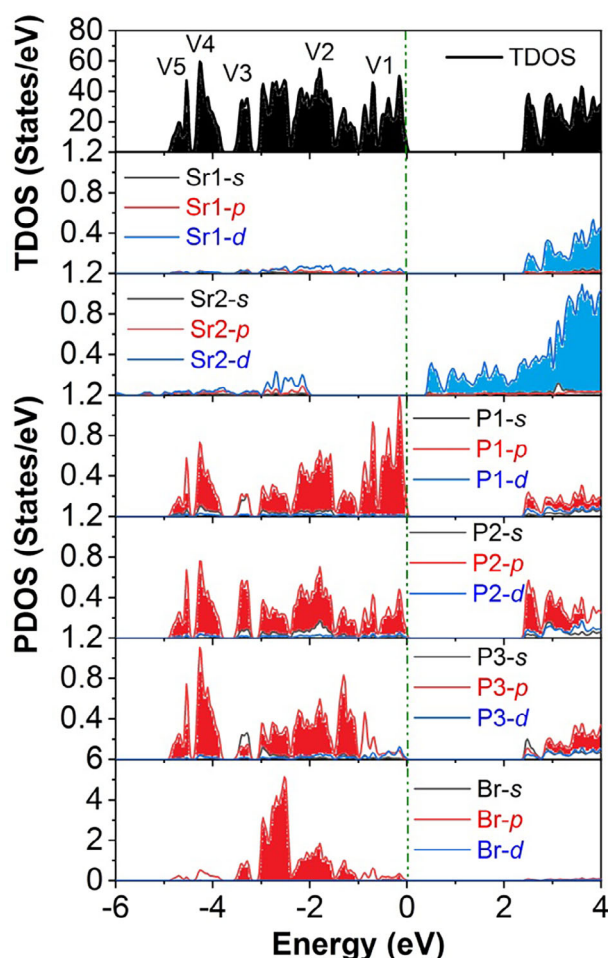 TDOS (States/eV)
PDOS (States/eV)
80
60
40
20
V5
V4
V3
V2
V1
TDOS
1.2
0.8
0.4
Sr1-s
Sr1-p
Sr1-d
1.2
0.8
0.4
Sr2-s
Sr2-p
Sr2-d
1.2
0.8
0.4
P1-s
P1-p
P1-d
1.2
0.8
0.4
P2-s
P2-p
P2-d
1.2
0.8
0.4
P3-s
P3-p
P3-d
6
4
2
0
Br-s
Br-p
Br-d
-6 -4 -2 0 2 4
Energy (eV)